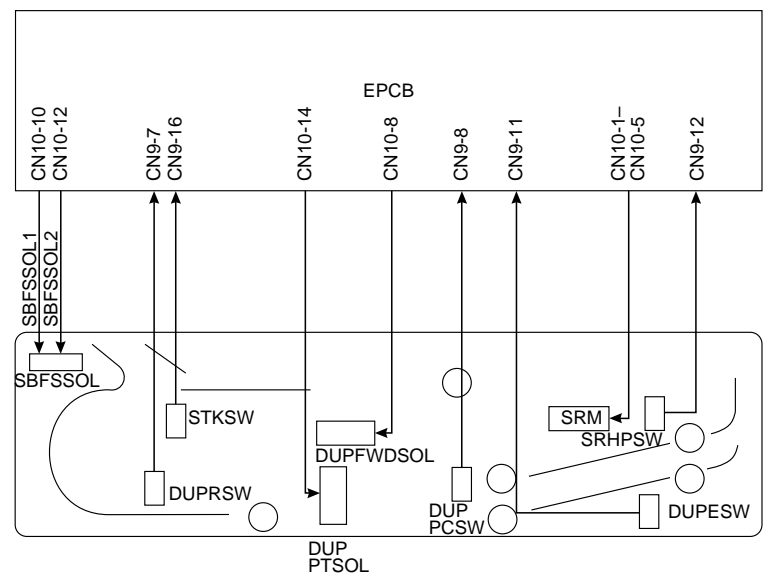 EPCB
CN10-10
CN10-12
CN9-7
CN9-16
CN10-14
CN10-8
CN9-8
CN9-11
CN10-1–
CN10-5
CN9-12
SBFSSOL1
SBFSSOL2
SBFSSOL
STKSW
SRM
SRHPSW
DUPFWDSOL
DUPRSW
DUP
PCSW
DUPESW
DUP
PTSOL